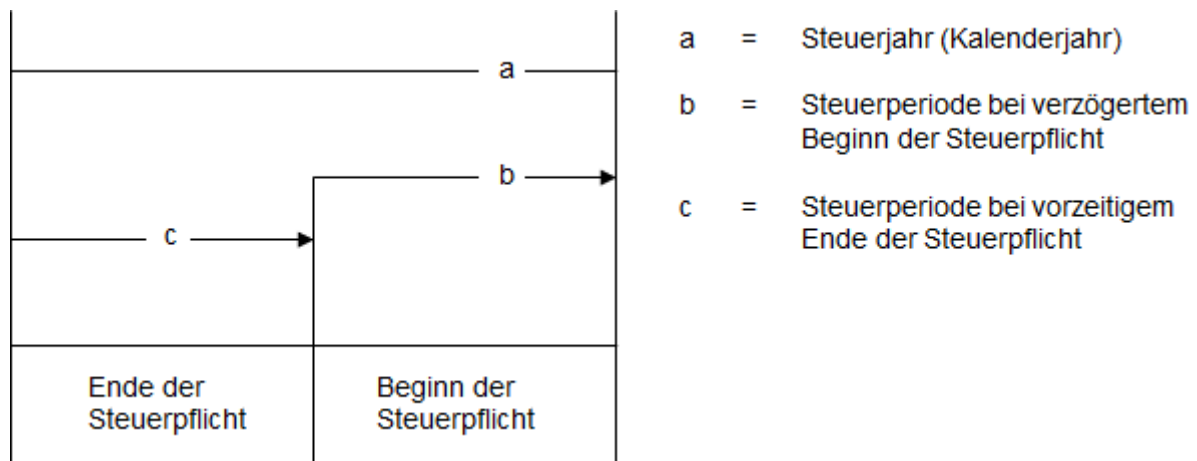 a
b
c
Ende der
Steuerpflicht
Beginn der
Steuerpflicht
a = Steuerjahr (Kalenderjahr)
b = Steuerperiode bei verzögertem
Beginn der Steuerpflicht
c = Steuerperiode bei vorzeitigem
Ende der Steuerpflicht